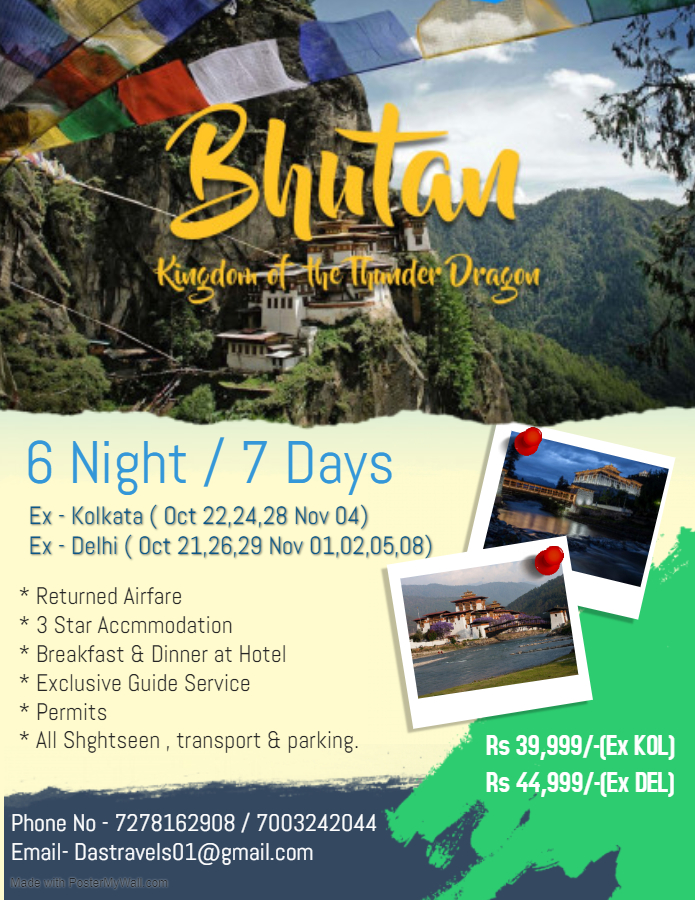 Bhutan
Kingdom of the Thunder Dragon
6 Night / 7 Days
Ex - Kolkata ( Oct 22,24,28 Nov 04)
Ex - Delhi ( Oct 21,26,29 Nov 01,02,05,08)
* Returned Airfare
* 3 Star Accmmodation
* Breakfast & Dinner at Hotel
* Exclusive Guide Service
* Permits
* All Shghtseen , transport & parking.
Rs 39,999/-(Ex KOL)
Rs 44,999/-(Ex DEL)
Phone No - 7278162908 / 7003242044
Email- Dastravels01@gmail.com
Made with PosterMyWall.com